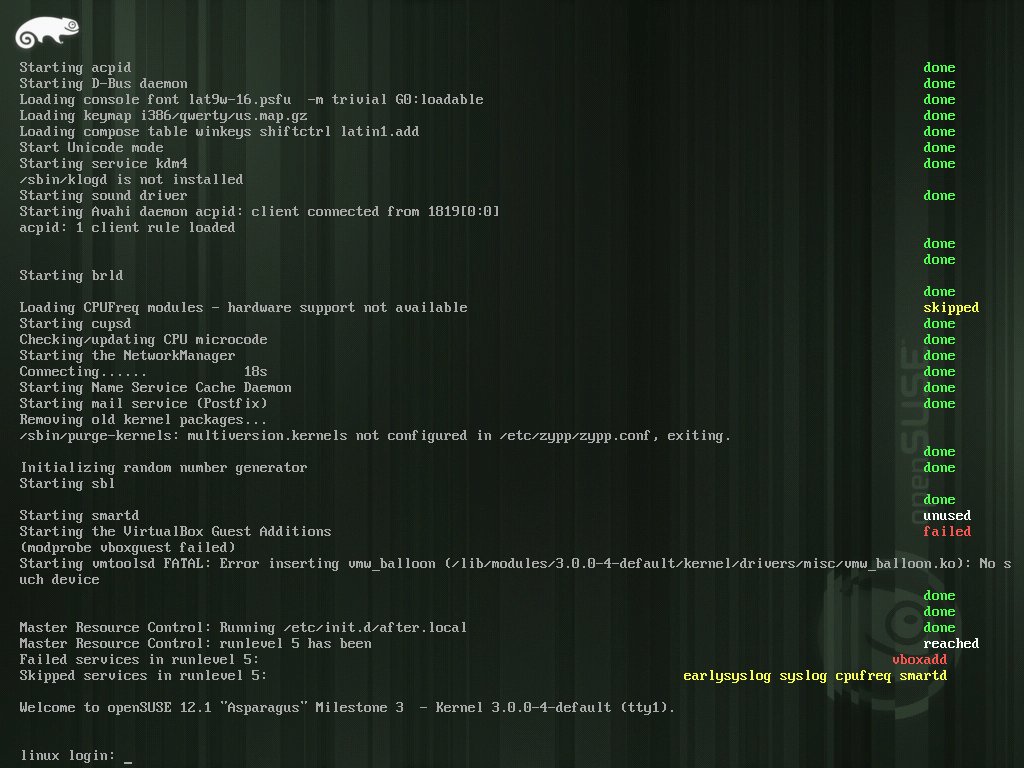 Starting acpid done
Starting D-Bus daemon done
Loading console font lat9w-16.psfu  -m trivial G0:loadable done
Loading keymap i386/qwerty/us.map.gz done
Loading compose table winkeys shiftctrl latin1.add done
Start Unicode mode done
Starting service kdm4 done
/sbin/klogd is not installed
Starting sound driver done
Starting Avahi daemon acpid: client connected from 1819[0:0]
acpid: 1 client rule loaded
done
done
Starting brld
done
Loading CPUFreq modules - hardware support not available skipped
Starting cupsd done
Checking/updating CPU microcode done
Starting the NetworkManager done
Connecting...... 18s done
Starting Name Service Cache Daemon done
Starting mail service (Postfix) done
Removing old kernel packages...
/sbin/purge-kernels: multiversion.kernels not configured in /etc/zypp/zypp.conf, exiting.
done
Initializing random number generator done
Starting sbl
done
Starting smartd unused
Starting the VirtualBox Guest Additions failed
(modprobe vboxguest failed)
Starting vmtoolsd FATAL: Error inserting vmw_balloon (/lib/modules/3.0.0-4-default/kernel/drivers/misc/vmw_balloon.ko): No s
uch device
done
done
Master Resource Control: Running /etc/init.d/after.local done
Master Resource Control: runlevel 5 has been reached
Failed services in runlevel 5: vboxadd
Skipped services in runlevel 5: earlysyslog syslog cpufreq smartd
Welcome to openSUSE 12.1 "Asparagus" Milestone 3  - Kernel 3.0.0-4-default (tty1).
linux login: _
openSUSE